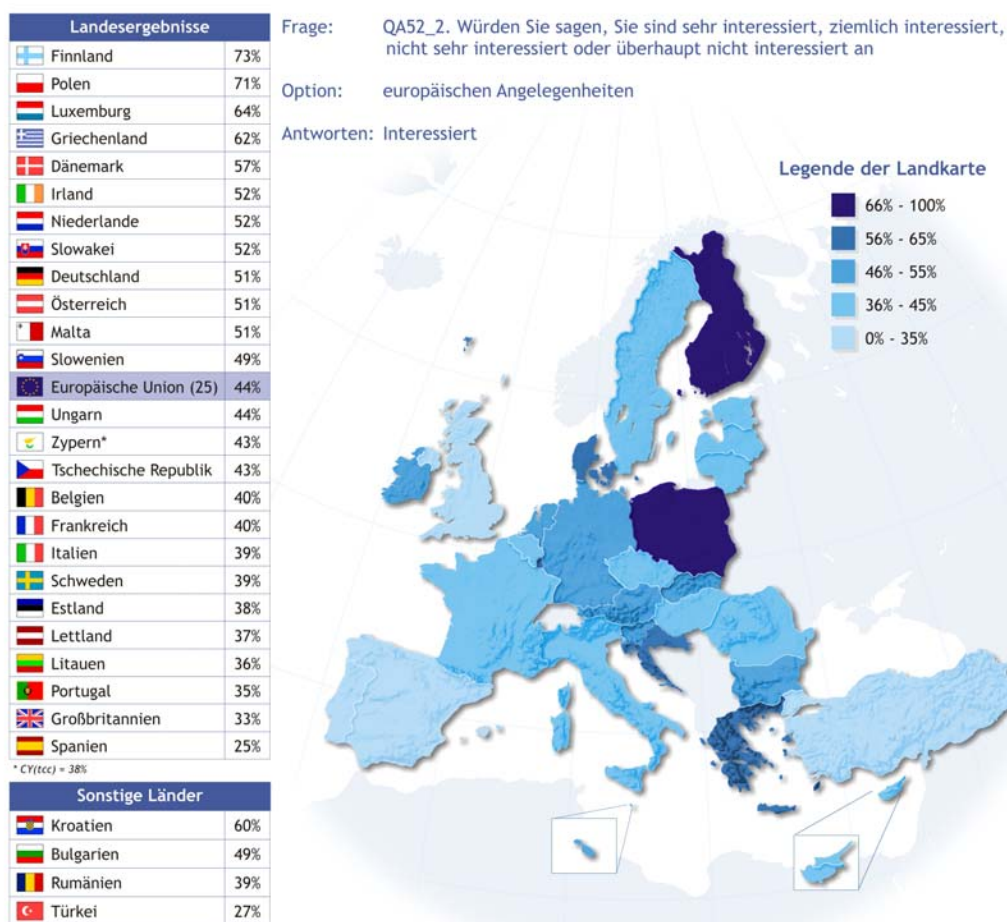 Landesergebnisse
Finnland 73%
Polen 71%
Luxemburg 64%
Griechenland 62%
Dänemark 57%
Irland 52%
Niederlande 52%
Slowakei 52%
Deutschland 51%
Österreich 51%
Malta 51%
Slowenien 49%
Europäische Union (25) 44%
Ungarn 44%
Zypern* 43%
Tschechische Republik 43%
Belgien 40%
Frankreich 40%
Italien 39%
Schweden 39%
Estland 38%
Lettland 37%
Litauen 36%
Portugal 35%
Großbritannien 33%
Spanien 25%
* CY(tcc) = 38%
Sonstige Länder
Kroatien 60%
Bulgarien 49%
Rumänien 39%
Türkei 27%
Frage: QA52_2. Würden Sie sagen, Sie sind sehr interessiert, ziemlich interessiert,
nicht sehr interessiert oder überhaupt nicht interessiert an
Option: europäischen Angelegenheiten
Antworten: Interessiert
Legende der Landkarte
66% - 100%
56% - 65%
46% - 55%
36% - 45%
0% - 35%